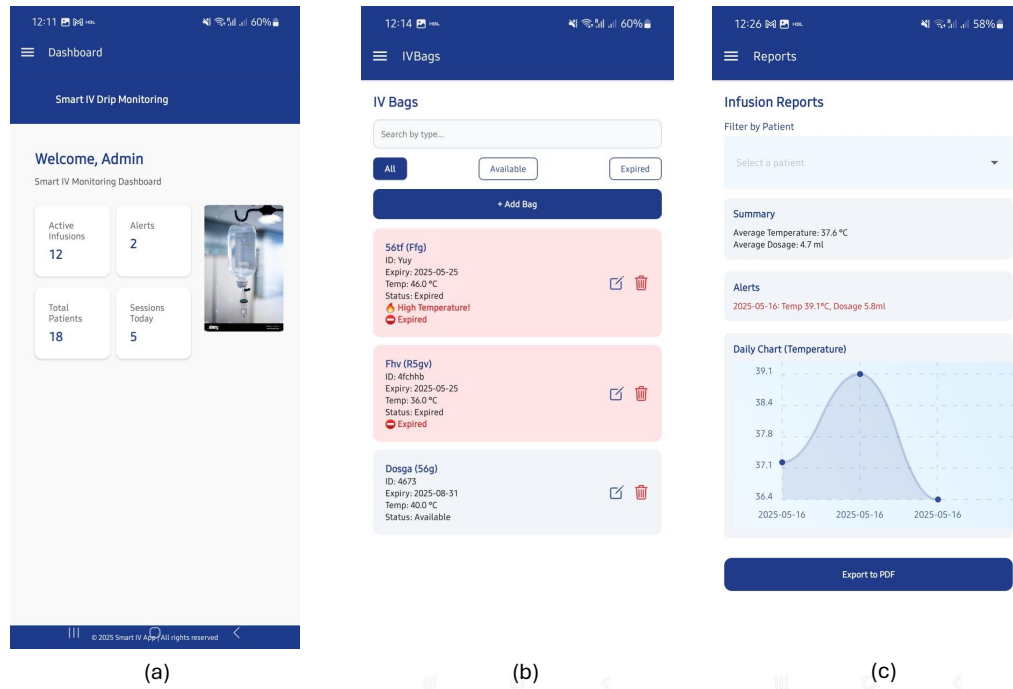 12:11 HBL 60%
Dashboard
Smart IV Drip Monitoring
Welcome, Admin
Smart IV Monitoring Dashboard
Active
Infusions
12
Alerts
2
Total
Patients
18
Sessions
Today
5
© 2025 Smart IV App | All rights reserved
(a)
12:14 HBL 60%
IVBags
IV Bags
Search by type...
All Available Expired
+ Add Bag
56tf (Ffg)
ID: Yuy
Expiry: 2025-05-25
Temp: 46.0 °C
Status: Expired
🔥 High Temperature!
⛔ Expired
Fhv (R5gv)
ID: 4fchhb
Expiry: 2025-05-25
Temp: 36.0 °C
Status: Expired
⛔ Expired
Dosga (56g)
ID: 4673
Expiry: 2025-08-31
Temp: 40.0 °C
Status: Available
(b)
12:26 HBL 58%
Reports
Infusion Reports
Filter by Patient
Select a patient
Summary
Average Temperature: 37.6 °C
Average Dosage: 4.7 ml
Alerts
2025-05-16: Temp 39.1°C, Dosage 5.8ml
Daily Chart (Temperature)
39.1
38.4
37.8
37.1
36.4
2025-05-16 2025-05-16 2025-05-16
Export to PDF
(c)